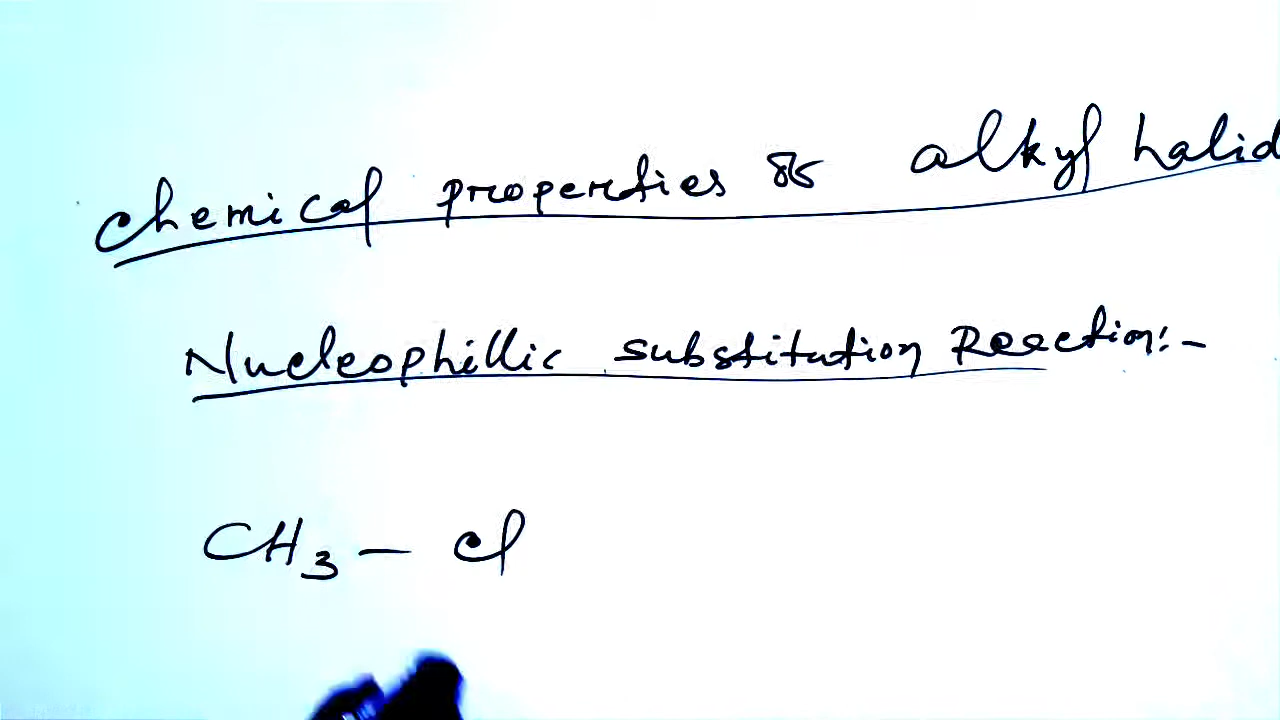 chemical properties of alkyl halid
Nucleophillic substitution Reaction:-
CH₃ - Cl